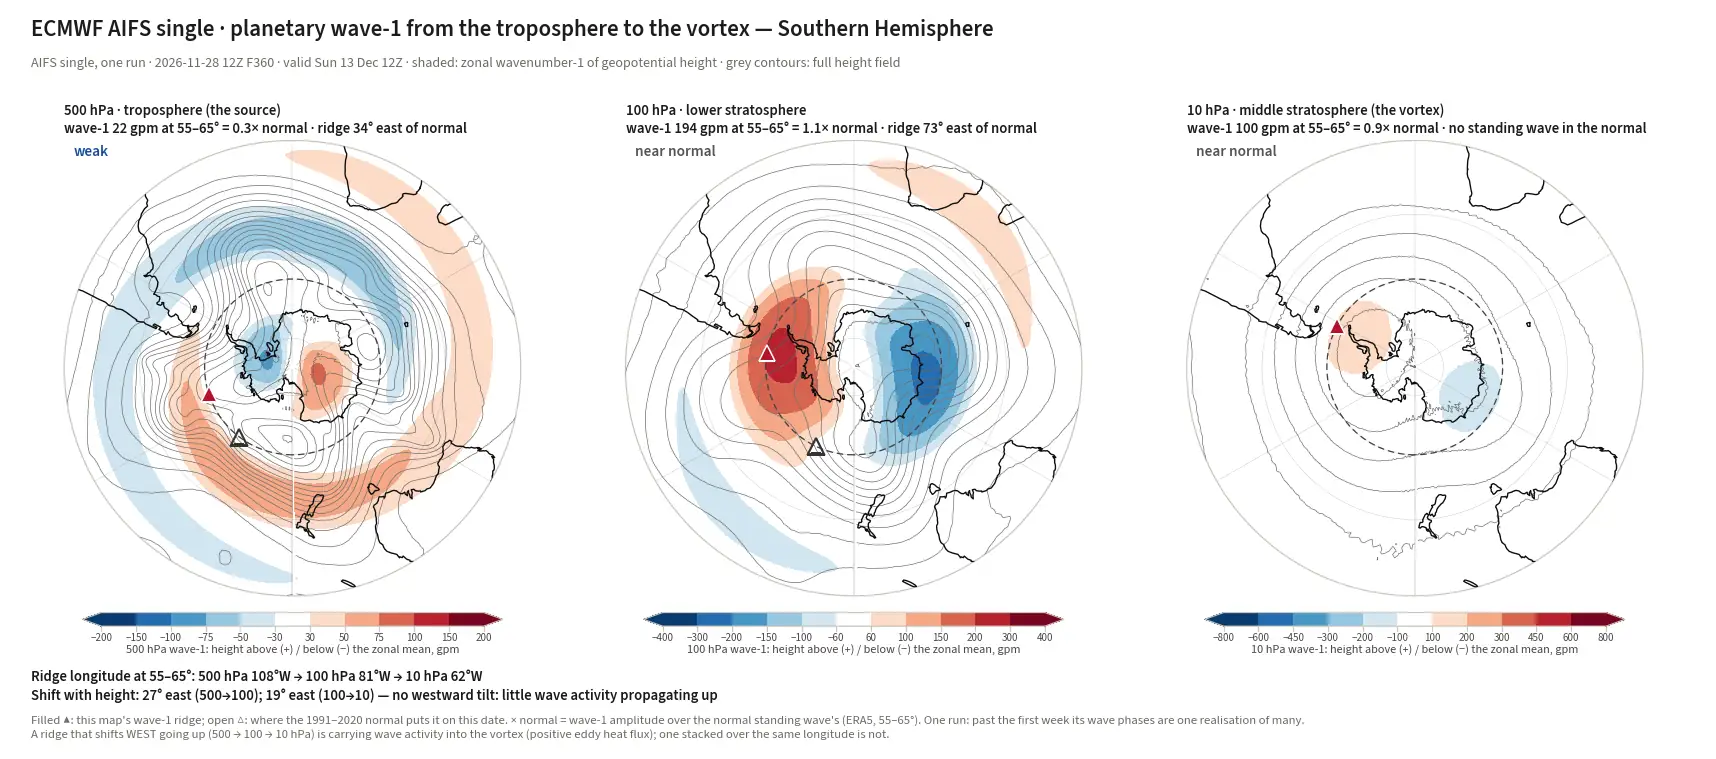 ECMWF AIFS single · planetary wave-1 from the troposphere to the vortex — Southern Hemisphere
AIFS single, one run · 2026-11-28 12Z F360 · valid Sun 13 Dec 12Z · shaded: zonal wavenumber-1 of geopotential height · grey contours: full height field
500 hPa · troposphere (the source)
wave-1 22 gpm at 55–65° = 0.3× normal · ridge 34° east of normal
weak
100 hPa · lower stratosphere
wave-1 194 gpm at 55–65° = 1.1× normal · ridge 73° east of normal
near normal
10 hPa · middle stratosphere (the vortex)
wave-1 100 gpm at 55–65° = 0.9× normal · no standing wave in the normal
near normal
−200 −150 −100 −75 −50 −30 30 50 75 100 150 200
500 hPa wave-1: height above (+) / below (−) the zonal mean, gpm
−400 −300 −200 −150 −100 −60 60 100 150 200 300 400
100 hPa wave-1: height above (+) / below (−) the zonal mean, gpm
−800 −600 −450 −300 −200 −100 100 200 300 450 600 800
10 hPa wave-1: height above (+) / below (−) the zonal mean, gpm
Ridge longitude at 55–65°: 500 hPa 108°W → 100 hPa 81°W → 10 hPa 62°W
Shift with height: 27° east (500→100); 19° east (100→10) — no westward tilt: little wave activity propagating up
Filled ▲: this map's wave-1 ridge; open △: where the 1991–2020 normal puts it on this date. × normal = wave-1 amplitude over the normal standing wave's (ERA5, 55–65°). One run: past the first week its wave phases are one realisation of many.
A ridge that shifts WEST going up (500 → 100 → 10 hPa) is carrying wave activity into the vortex (positive eddy heat flux); one stacked over the same longitude is not.